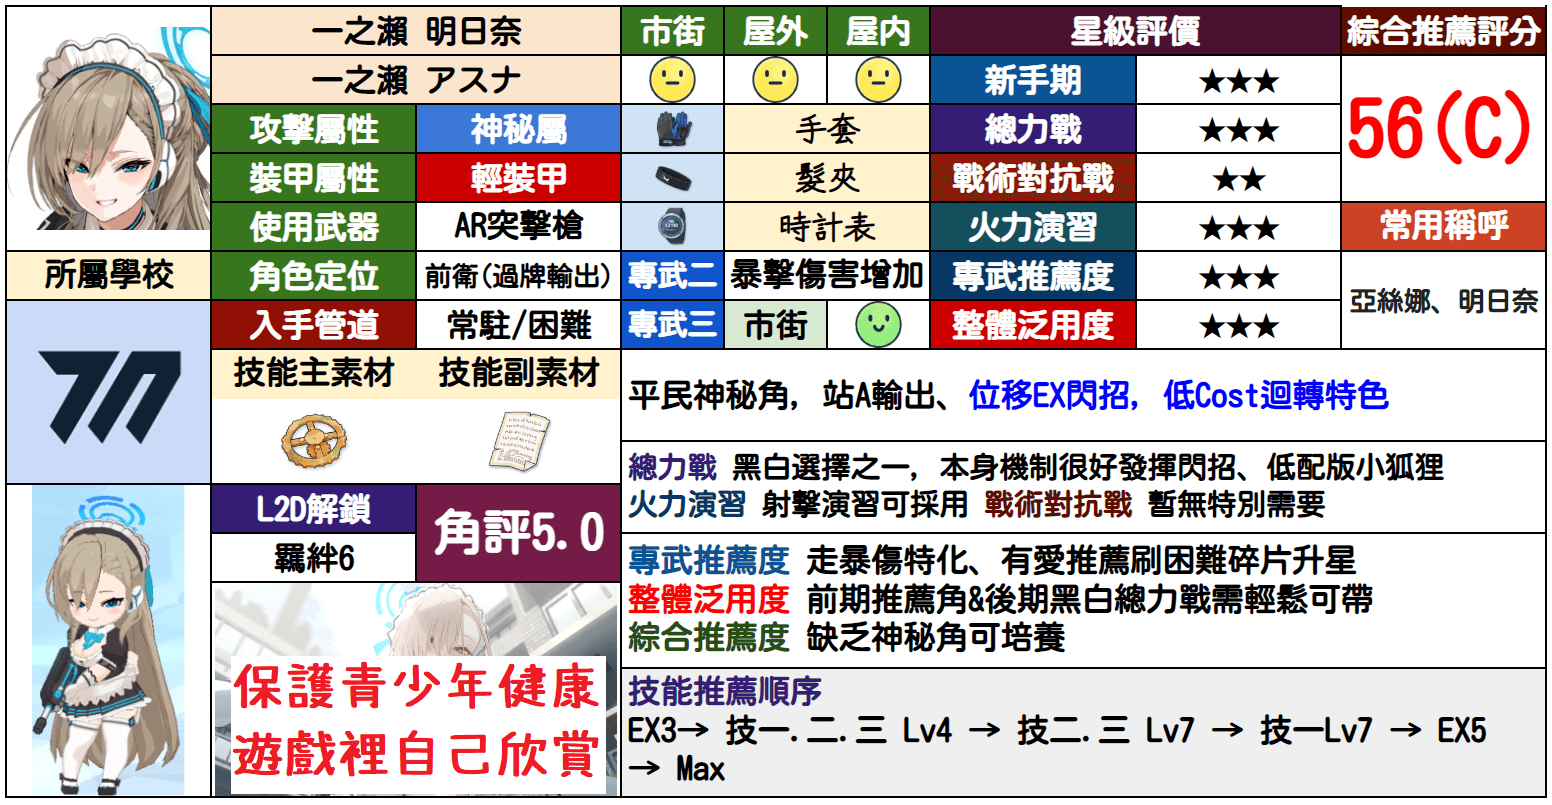 一之瀨 明日奈
市街
屋外
屋内
星級評價
綜合推薦評分
一之瀨 アスナ
新手期
★★★
56(C)
攻擊屬性
神秘屬
手套
總力戰
★★★
裝甲屬性
輕裝甲
髮夾
戰術對抗戰
★★
使用武器
AR突擊槍
時計表
火力演習
★★★
常用稱呼
所屬學校
角色定位
前衛(過牌輸出)
專武二
暴擊傷害增加
專武推薦度
★★★
亞絲娜、明日奈
入手管道
常駐/困難
專武三
市街
整體泛用度
★★★
技能主素材
技能副素材
平民神秘角, 站A輸出、位移EX閃招, 低Cost迴轉特色
總力戰 黑白選擇之一, 本身機制很好發揮閃招、低配版小狐狸
火力演習 射擊演習可採用 戰術對抗戰 暫無特別需要
L2D解鎖
角評5.0
羈絆6
專武推薦度 走暴傷特化、有愛推薦刷困難碎片升星
整體泛用度 前期推薦角&後期黑白總力戰需輕鬆可帶
綜合推薦度 缺乏神秘角可培養
保護青少年健康
遊戲裡自己欣賞
技能推薦順序
EX3→ 技一.二.三 Lv4 → 技二.三 Lv7 → 技一Lv7 → EX5
→ Max